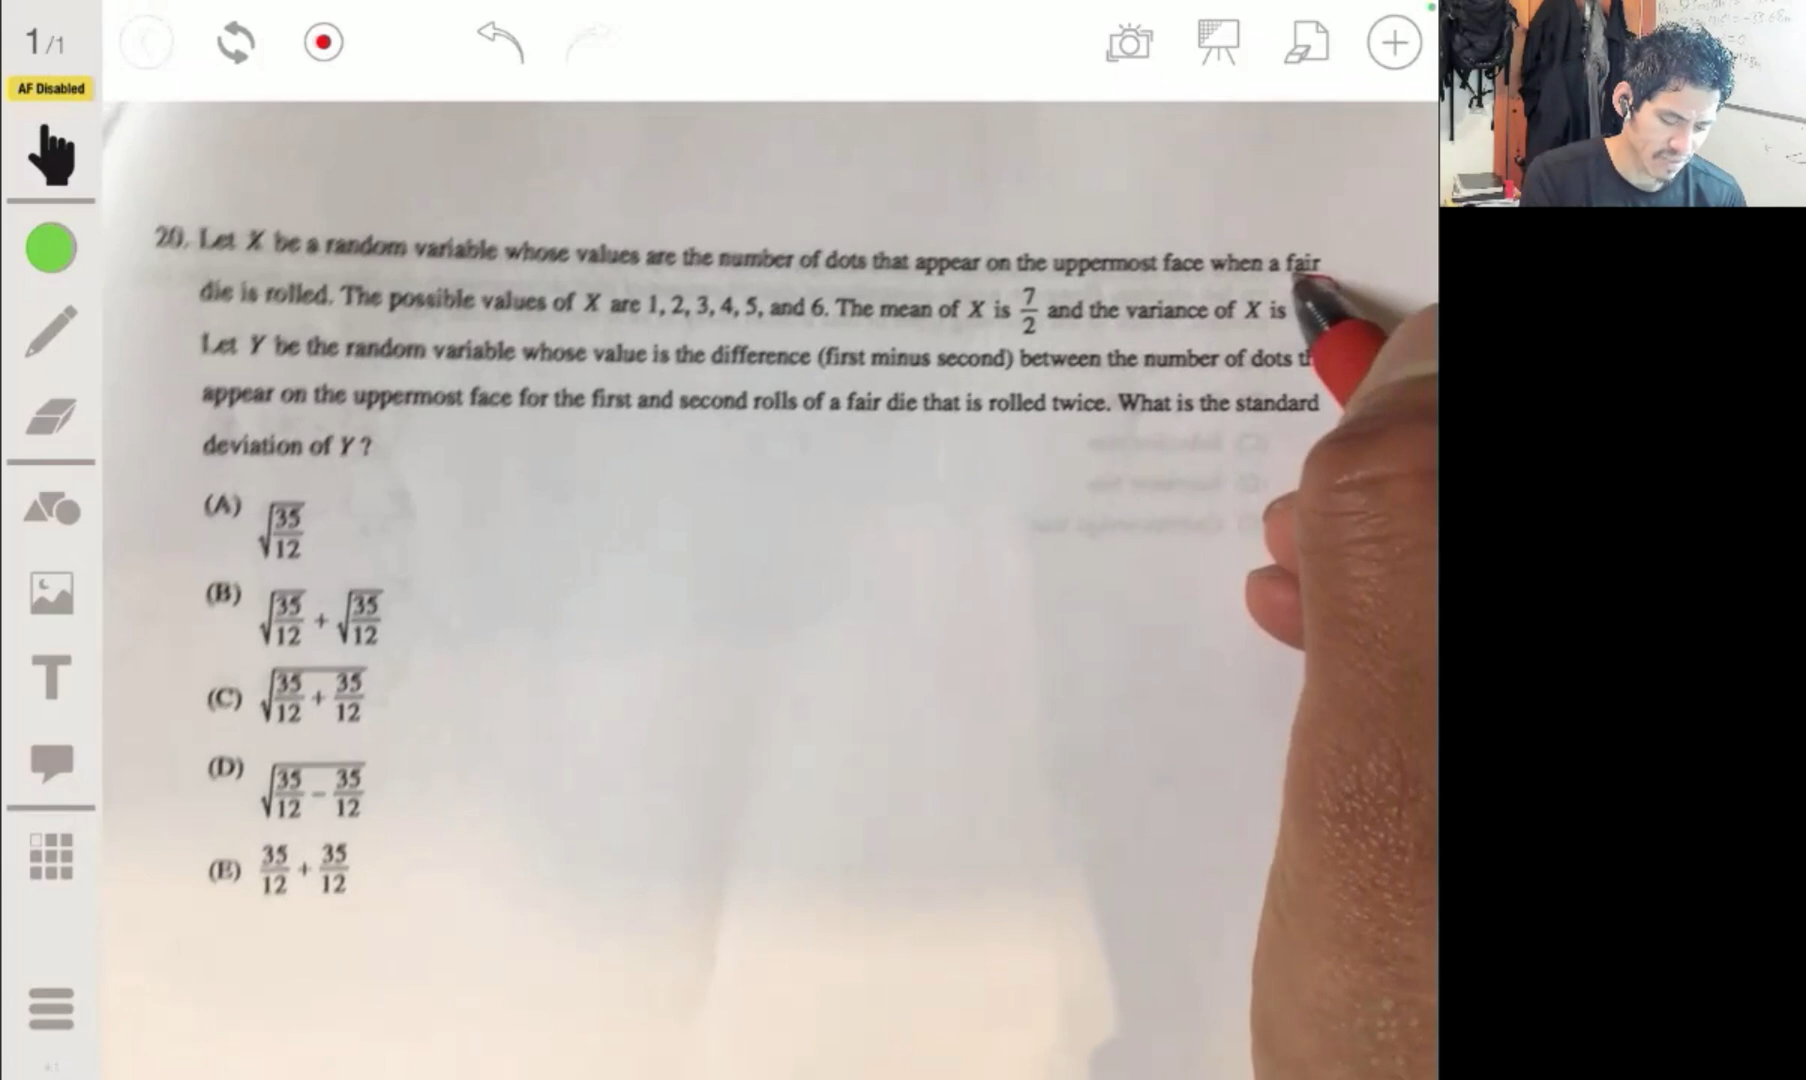 1/1
AF Disabled
T
20. Let X be a random variable whose values are the number of dots that appear on the uppermost face when a fair
die is rolled. The possible values of X are 1, 2, 3, 4, 5, and 6. The mean of X is 7/2 and the variance of X is
Let Y be the random variable whose value is the difference (first minus second) between the number of dots
appear on the uppermost face for the first and second rolls of a fair die that is rolled twice. What is the standard
deviation of Y ?
(A) √(35/12)
(B) √(35/12) + √(35/12)
(C) √(35/12 + 35/12)
(D) √(35/12 − 35/12)
(E) 35/12 + 35/12